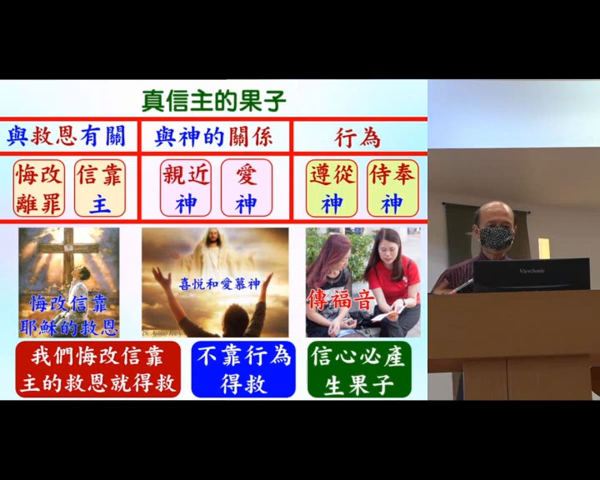 真信主的果子
與救恩有關 與神的關係 行為
悔改 信靠 親近 愛 遵從 侍奉
離罪 主 神 神 神 神
喜悦和愛慕神
傳福音
悔改信靠
耶穌的救恩
我們悔改信靠 不靠行為 信心必產
主的救恩就得救 得救 生果子
ViewSonic